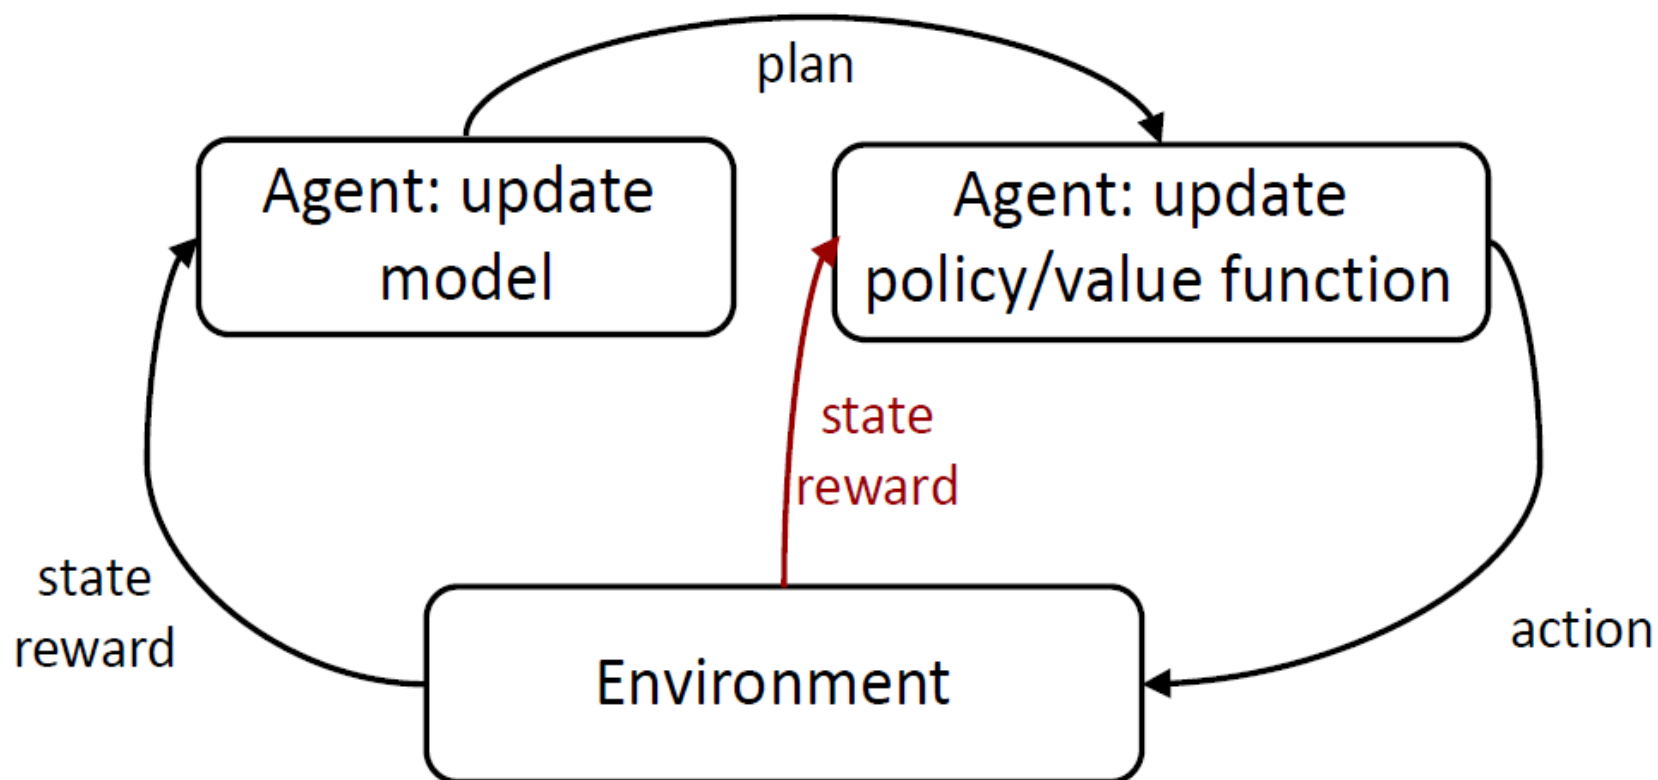 plan
Agent: update
model
Agent: update
policy/value function
state
reward
state
reward
action
Environment